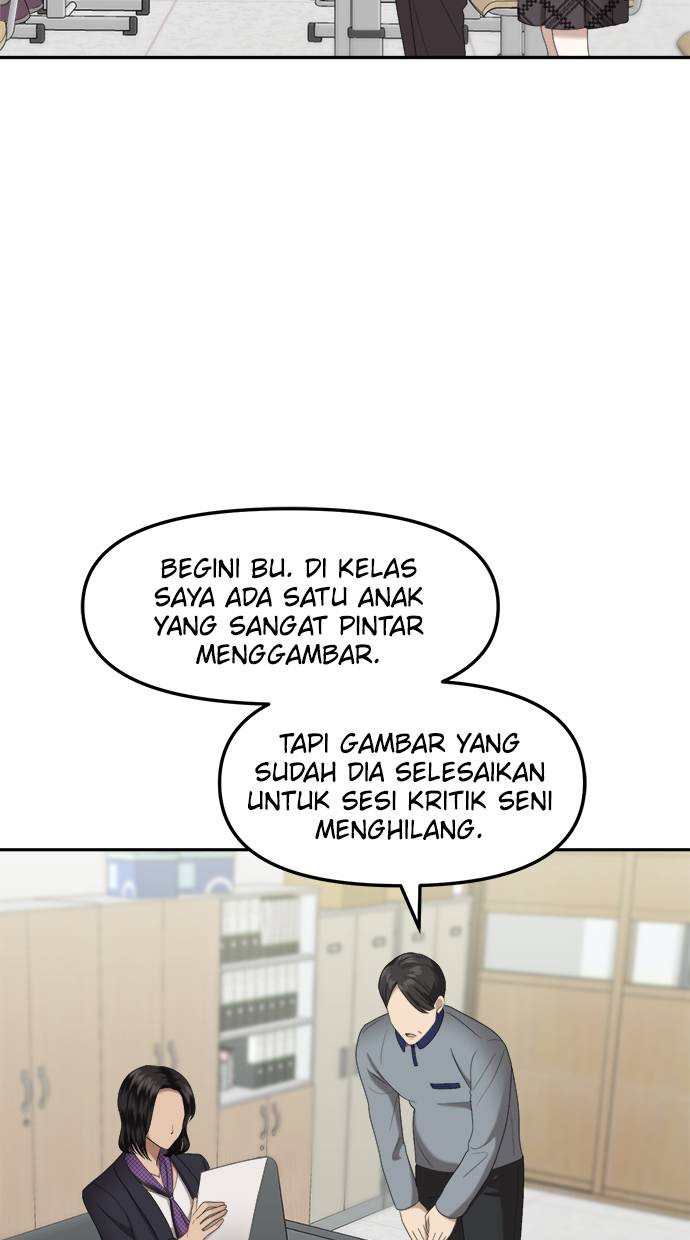 BEGINI BU. DI KELAS
SAYA ADA SATU ANAK
YANG SANGAT PINTAR
MENGGAMBAR.
TAPI GAMBAR YANG
SUDAH DIA SELESAIKAN
UNTUK SESI KRITIK SENI
MENGHILANG.